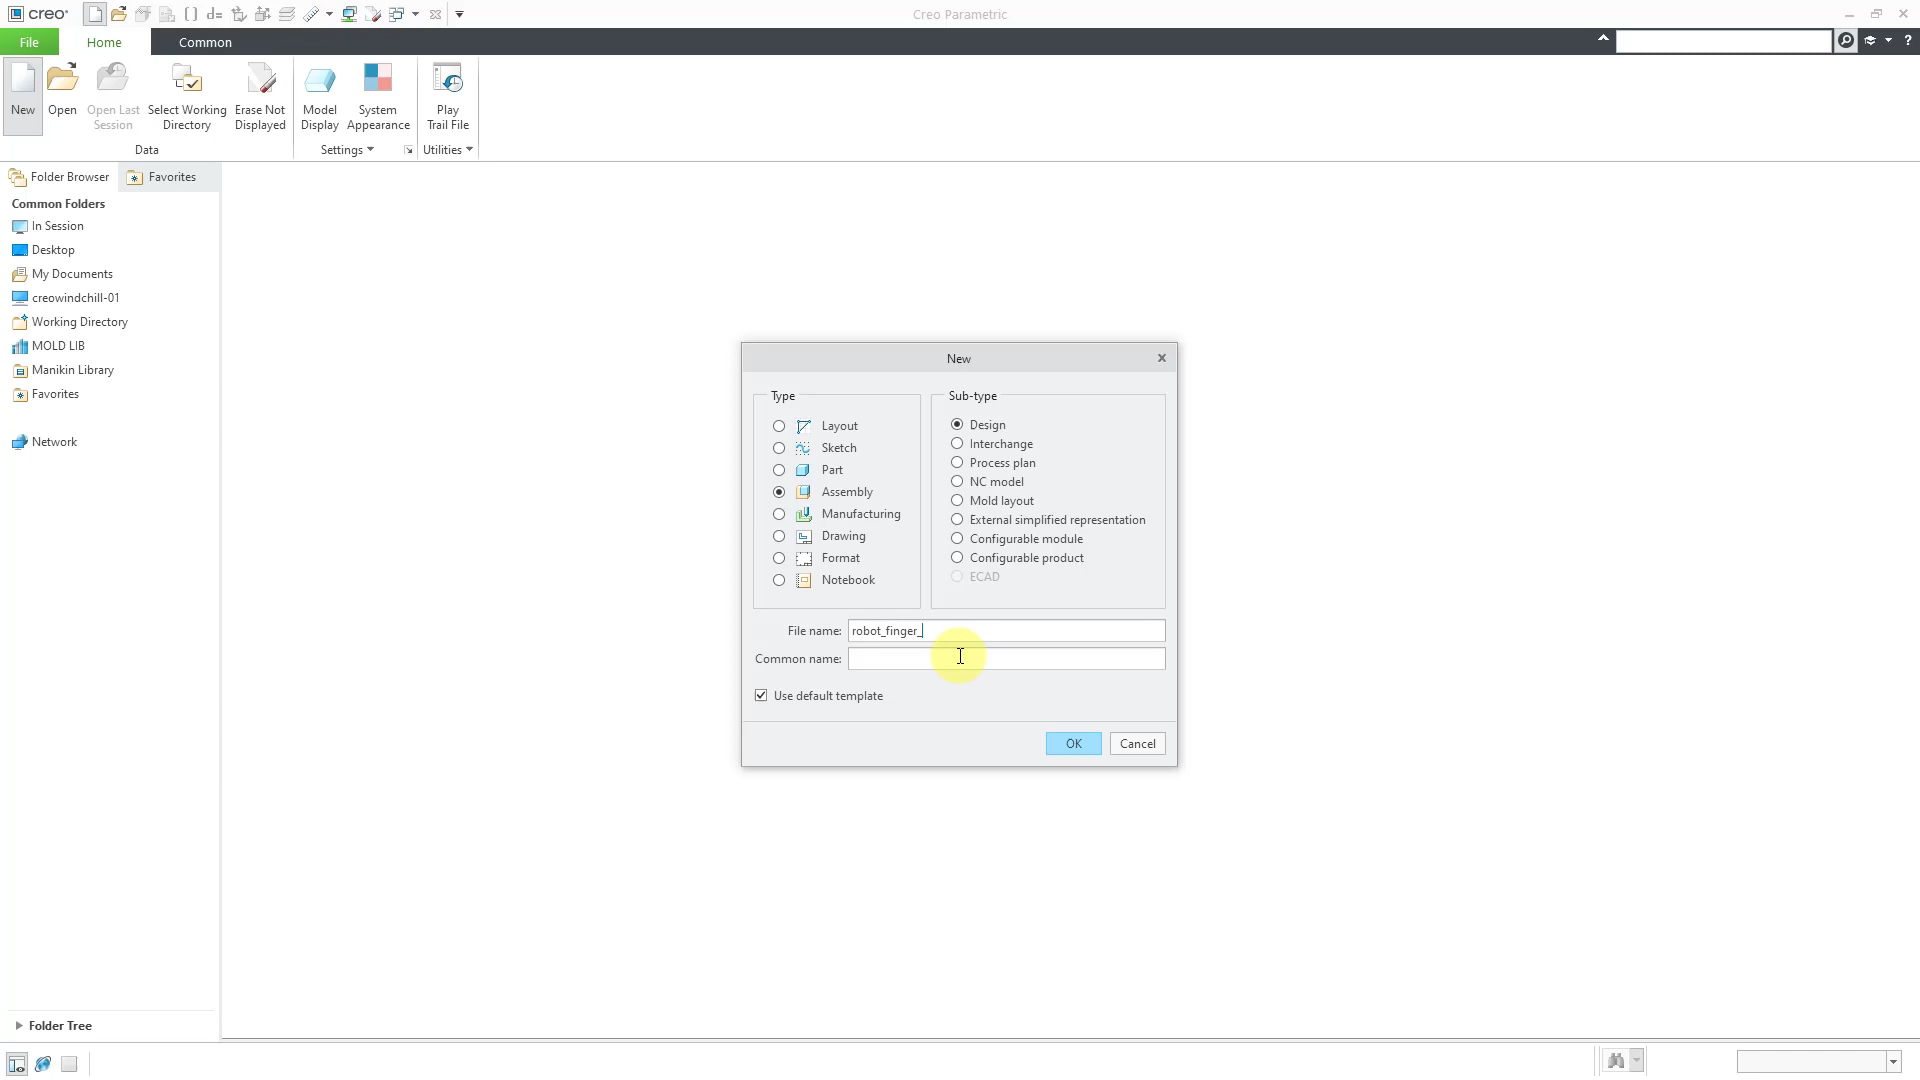 creo
Creo Parametric
File
Home
Common
New
Open
Open Last
Session
Select Working
Directory
Erase Not
Displayed
Model
Display
System
Appearance
Play
Trail File
Data
Settings
Utilities
Folder Browser
Favorites
Common Folders
In Session
Desktop
My Documents
creowindchill-01
Working Directory
MOLD LIB
Manikin Library
Favorites
Network
Folder Tree
New
Type
Layout
Sketch
Part
Assembly
Manufacturing
Drawing
Format
Notebook
Sub-type
Design
Interchange
Process plan
NC model
Mold layout
External simplified representation
Configurable module
Configurable product
ECAD
File name: robot_finger_
Common name:
Use default template
OK
Cancel